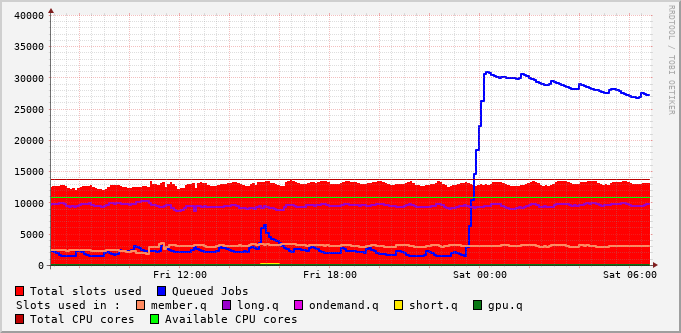 RRDTOOL / TOBI OETIKER
40000
35000
30000
25000
20000
15000
10000
5000
0
Fri 12:00 Fri 18:00 Sat 00:00 Sat 06:00
Total slots used Queued Jobs
Slots used in : member.q long.q ondemand.q short.q gpu.q
Total CPU cores Available CPU cores